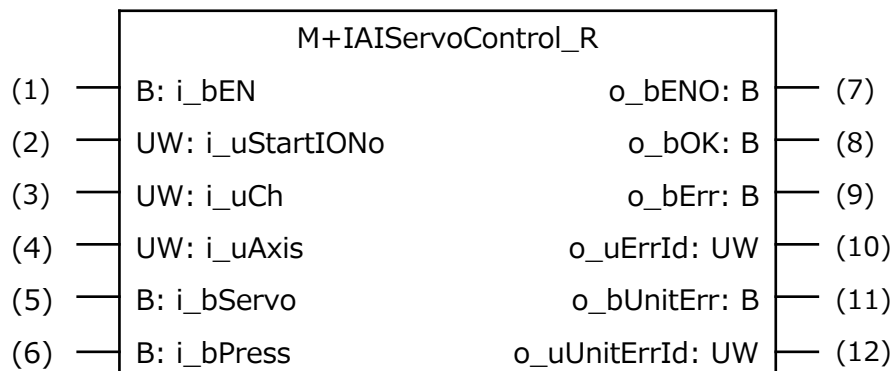 M+IAIServoControl_R
(1) B: i_bEN o_bENO: B (7)
(2) UW: i_uStartIONo o_bOK: B (8)
(3) UW: i_uCh o_bErr: B (9)
(4) UW: i_uAxis o_uErrId: UW (10)
(5) B: i_bServo o_bUnitErr: B (11)
(6) B: i_bPress o_uUnitErrId: UW (12)